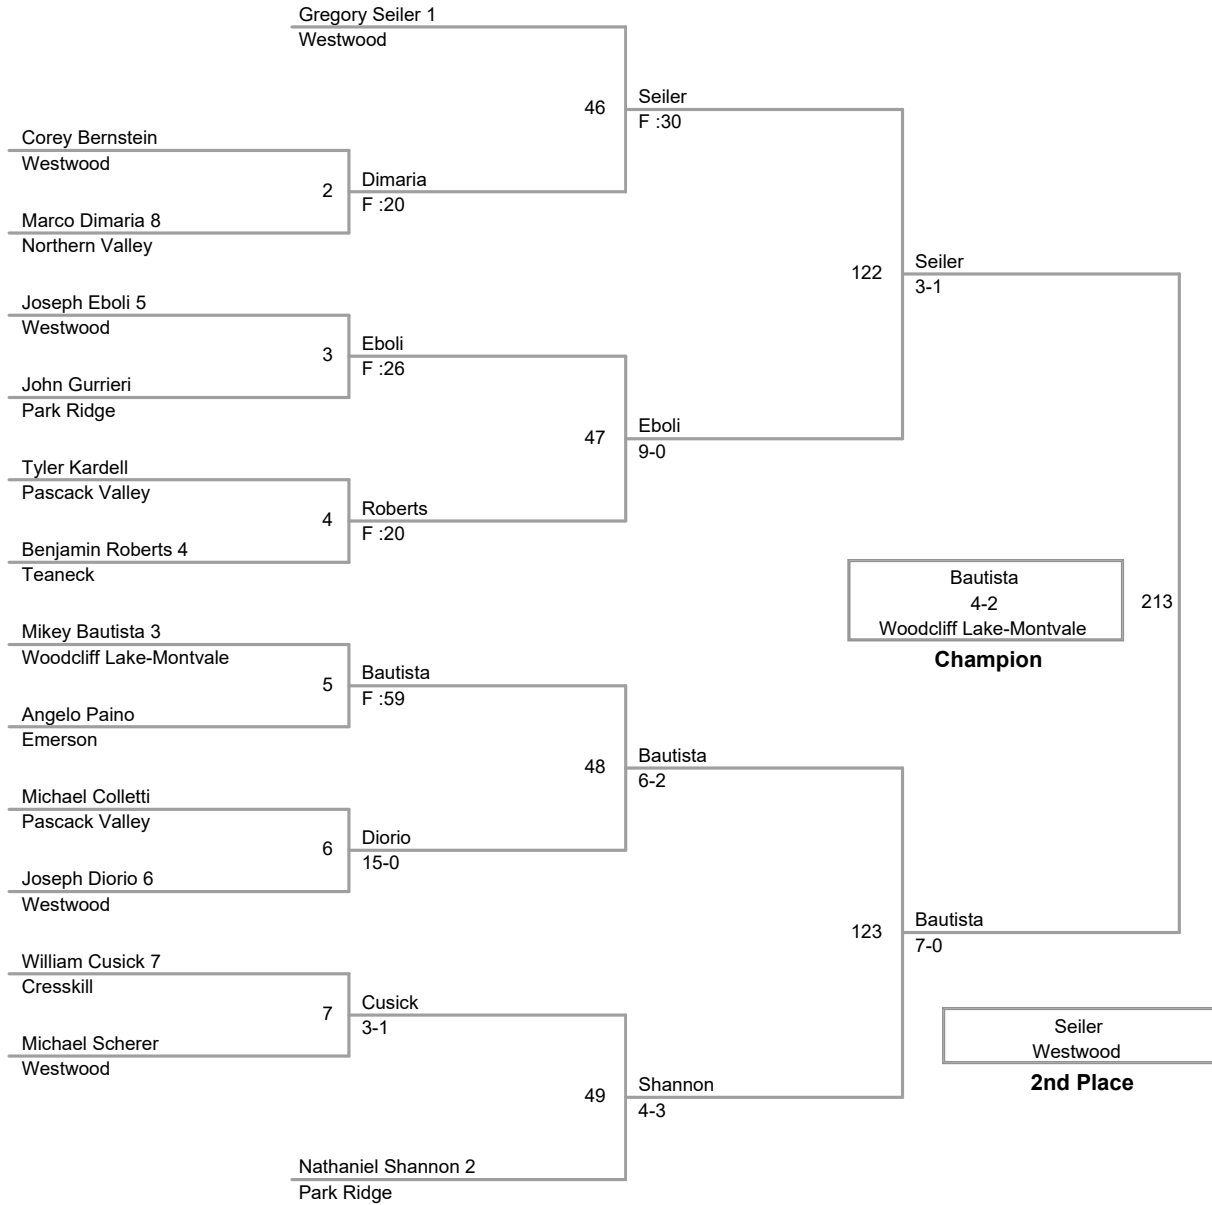 Gregory Seiler 1
Westwood
46
Seiler
F :30
Corey Bernstein
Westwood
2
Dimaria
F :20
Marco Dimaria 8
Northern Valley
122
Seiler
3-1
Joseph Eboli 5
Westwood
3
Eboli
F :26
John Gurrieri
Park Ridge
47
Eboli
9-0
Tyler Kardell
Pascack Valley
4
Roberts
F :20
Benjamin Roberts 4
Teaneck
Bautista
4-2
Woodcliff Lake-Montvale
Champion
213
Mikey Bautista 3
Woodcliff Lake-Montvale
5
Bautista
F :59
Angelo Paino
Emerson
48
Bautista
6-2
Michael Colletti
Pascack Valley
6
Diorio
15-0
Joseph Diorio 6
Westwood
123
Bautista
7-0
William Cusick 7
Cresskill
7
Cusick
3-1
Michael Scherer
Westwood
Seiler
Westwood
2nd Place
49
Shannon
4-3
Nathaniel Shannon 2
Park Ridge